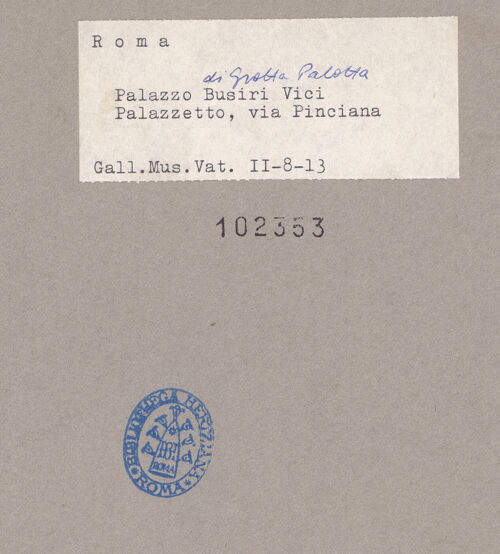 R o m a
di Grotta Palotta
Palazzo Busiri Vici
Palazzetto, via Pinciana
Gall.Mus.Vat. II-8-13
102353
BIBLIOTHECA HERTZIANA
ROMA
ROMA